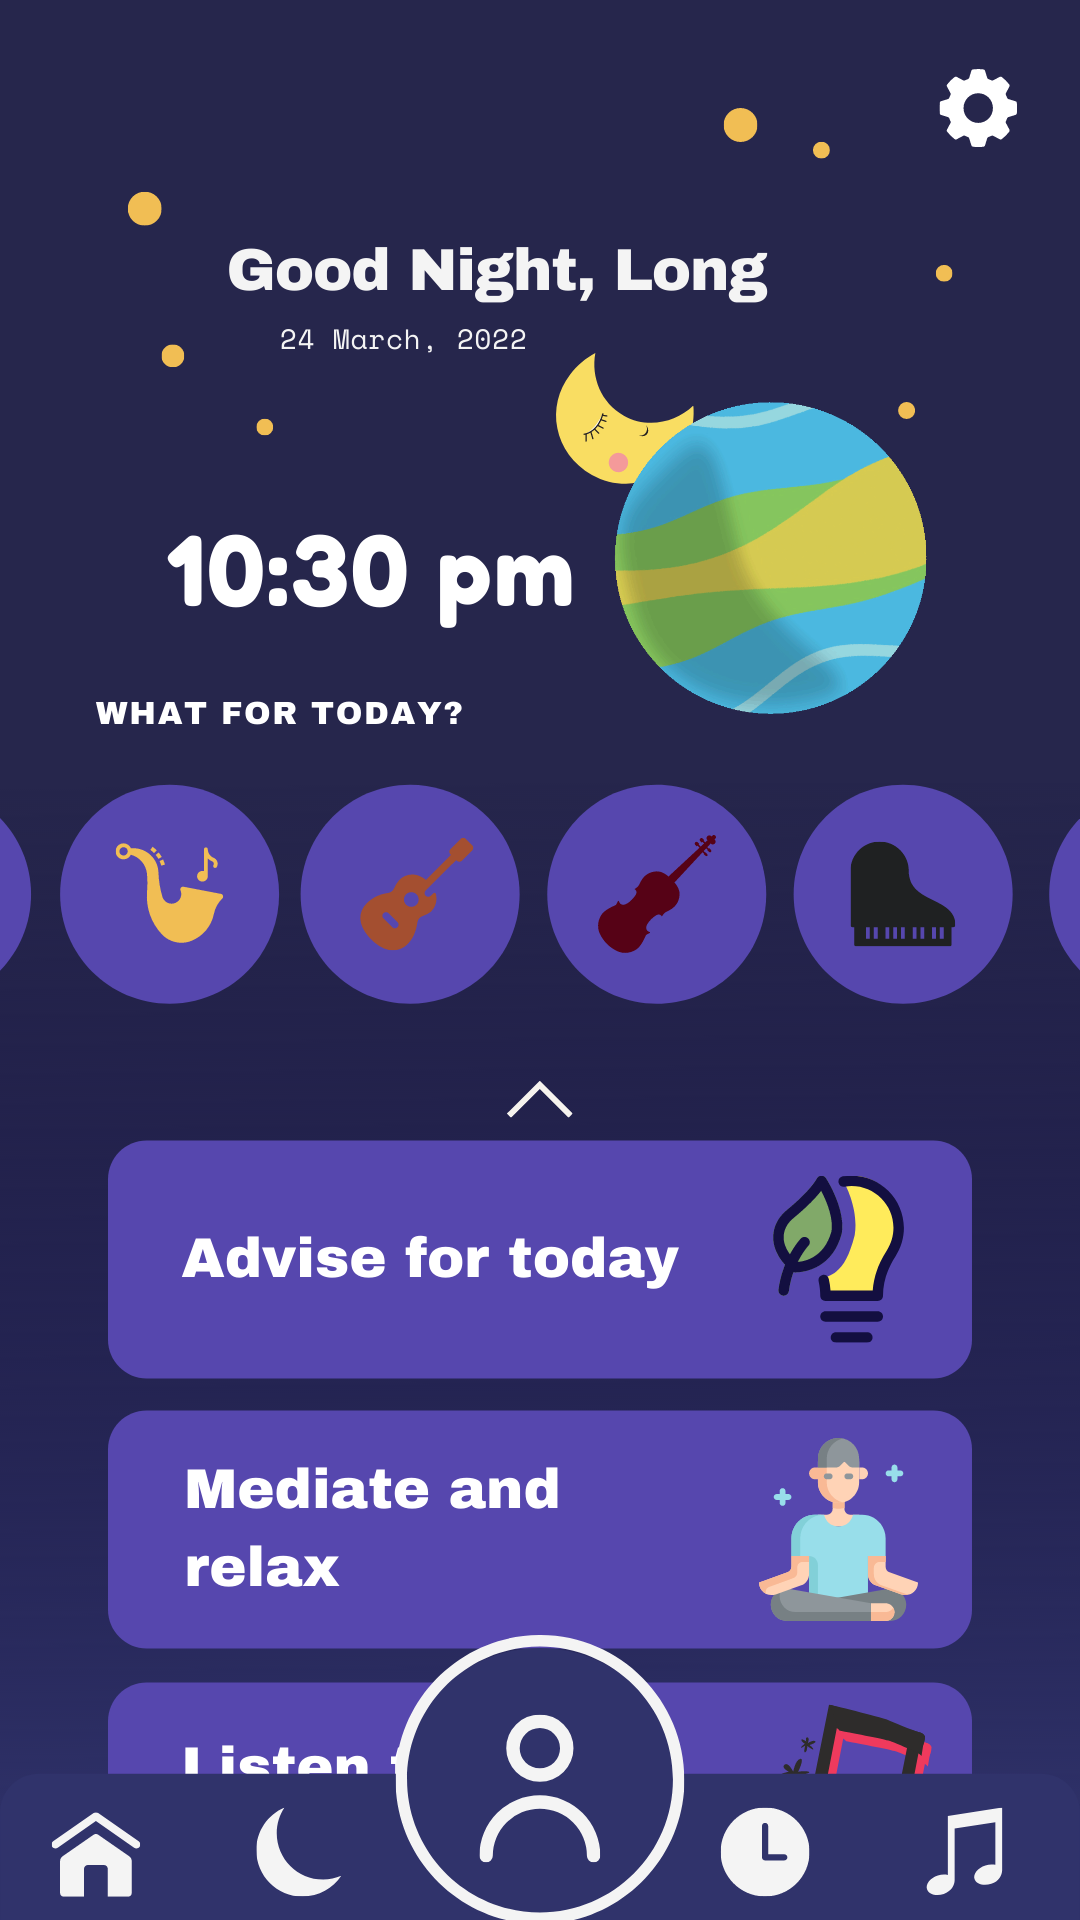 Good Night, Long
24 March, 2022
10:30 pm
WHAT FOR TODAY?
Advise for today
Mediate and
relax
Listen